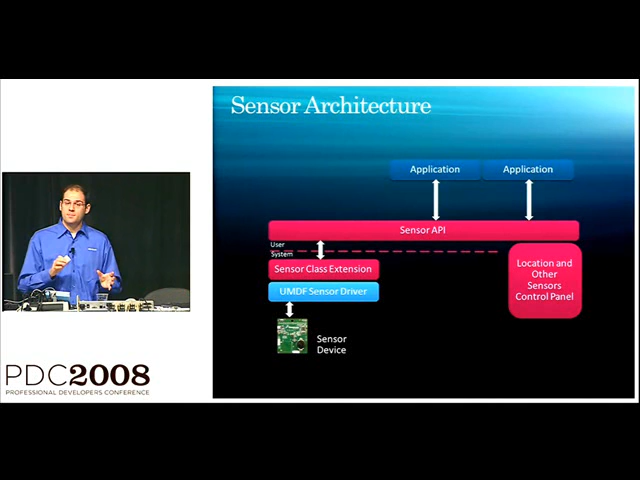 Sensor Architecture
Application
Application
Sensor API
User
System
Sensor Class Extension
Location and
Other
Sensors
Control Panel
UMDF Sensor Driver
Sensor
Device
PDC2008
PROFESSIONAL DEVELOPERS CONFERENCE